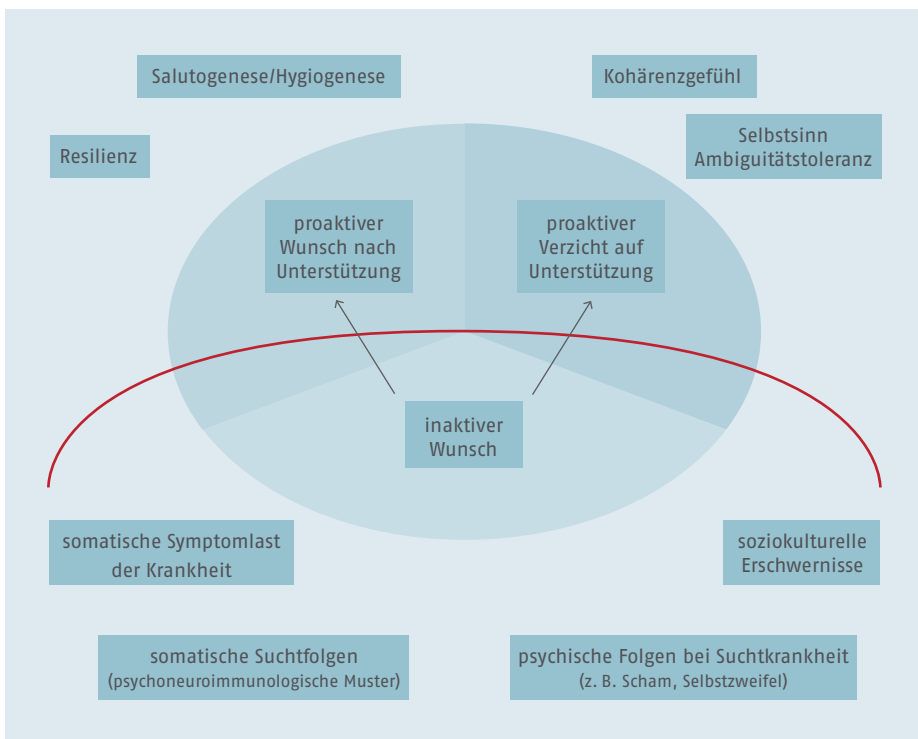 Salutogenese/Hygiogenese
Kohärenzgefühl
Resilienz
Selbstsinn
Ambiguitätstoleranz
proaktiver
Wunsch nach
Unterstützung
proaktiver
Verzicht auf
Unterstützung
inaktiver
Wunsch
somatische Symptomlast
der Krankheit
soziokulturelle
Erschwernisse
somatische Suchtfolgen
(psychoneuroimmunologische Muster)
psychische Folgen bei Suchtkrankheit
(z. B. Scham, Selbstzweifel)